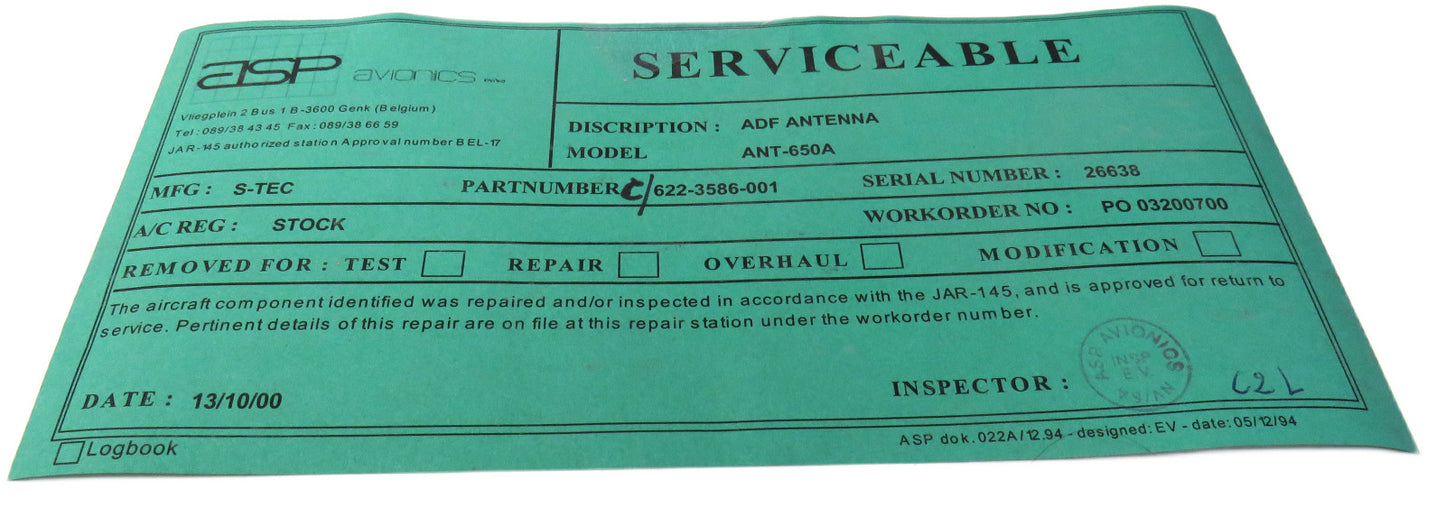 asp avionics nv/sa
Vliegplein 2 Bus 1 B-3600 Genk (Belgium)
Tel: 089/38 43 45 Fax: 089/38 66 59
JAR-145 authorized station Approval number BEL-17
SERVICEABLE
DISCRIPTION : ADF ANTENNA
MODEL ANT-650A
MFG : S-TEC PARTNUMBER C/622-3586-001 SERIAL NUMBER : 26638
A/C REG : STOCK WORKORDER NO : PO 03200700
REMOVED FOR : TEST REPAIR OVERHAUL MODIFICATION
The aircraft component identified was repaired and/or inspected in accordance with the JAR-145, and is approved for return to
service. Pertinent details of this repair are on file at this repair station under the workorder number.
DATE : 13/10/00 INSPECTOR :
ASP AVIONICS NV/SA
INSP
EV
Logbook
ASP dok.022A/12.94 - designed: EV - date: 05/12/94